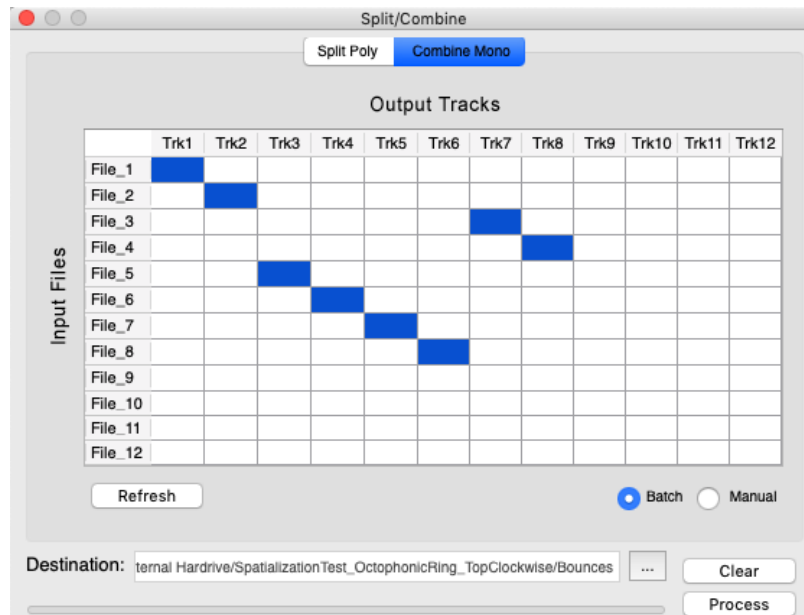 Split/Combine
Split Poly Combine Mono
Output Tracks
Trk1 Trk2 Trk3 Trk4 Trk5 Trk6 Trk7 Trk8 Trk9 Trk10 Trk11 Trk12
Input Files
File_1
File_2
File_3
File_4
File_5
File_6
File_7
File_8
File_9
File_10
File_11
File_12
Refresh Batch Manual
Destination: ternal Hardrive/SpatializationTest_OctophonicRing_TopClockwise/Bounces ... Clear
Process